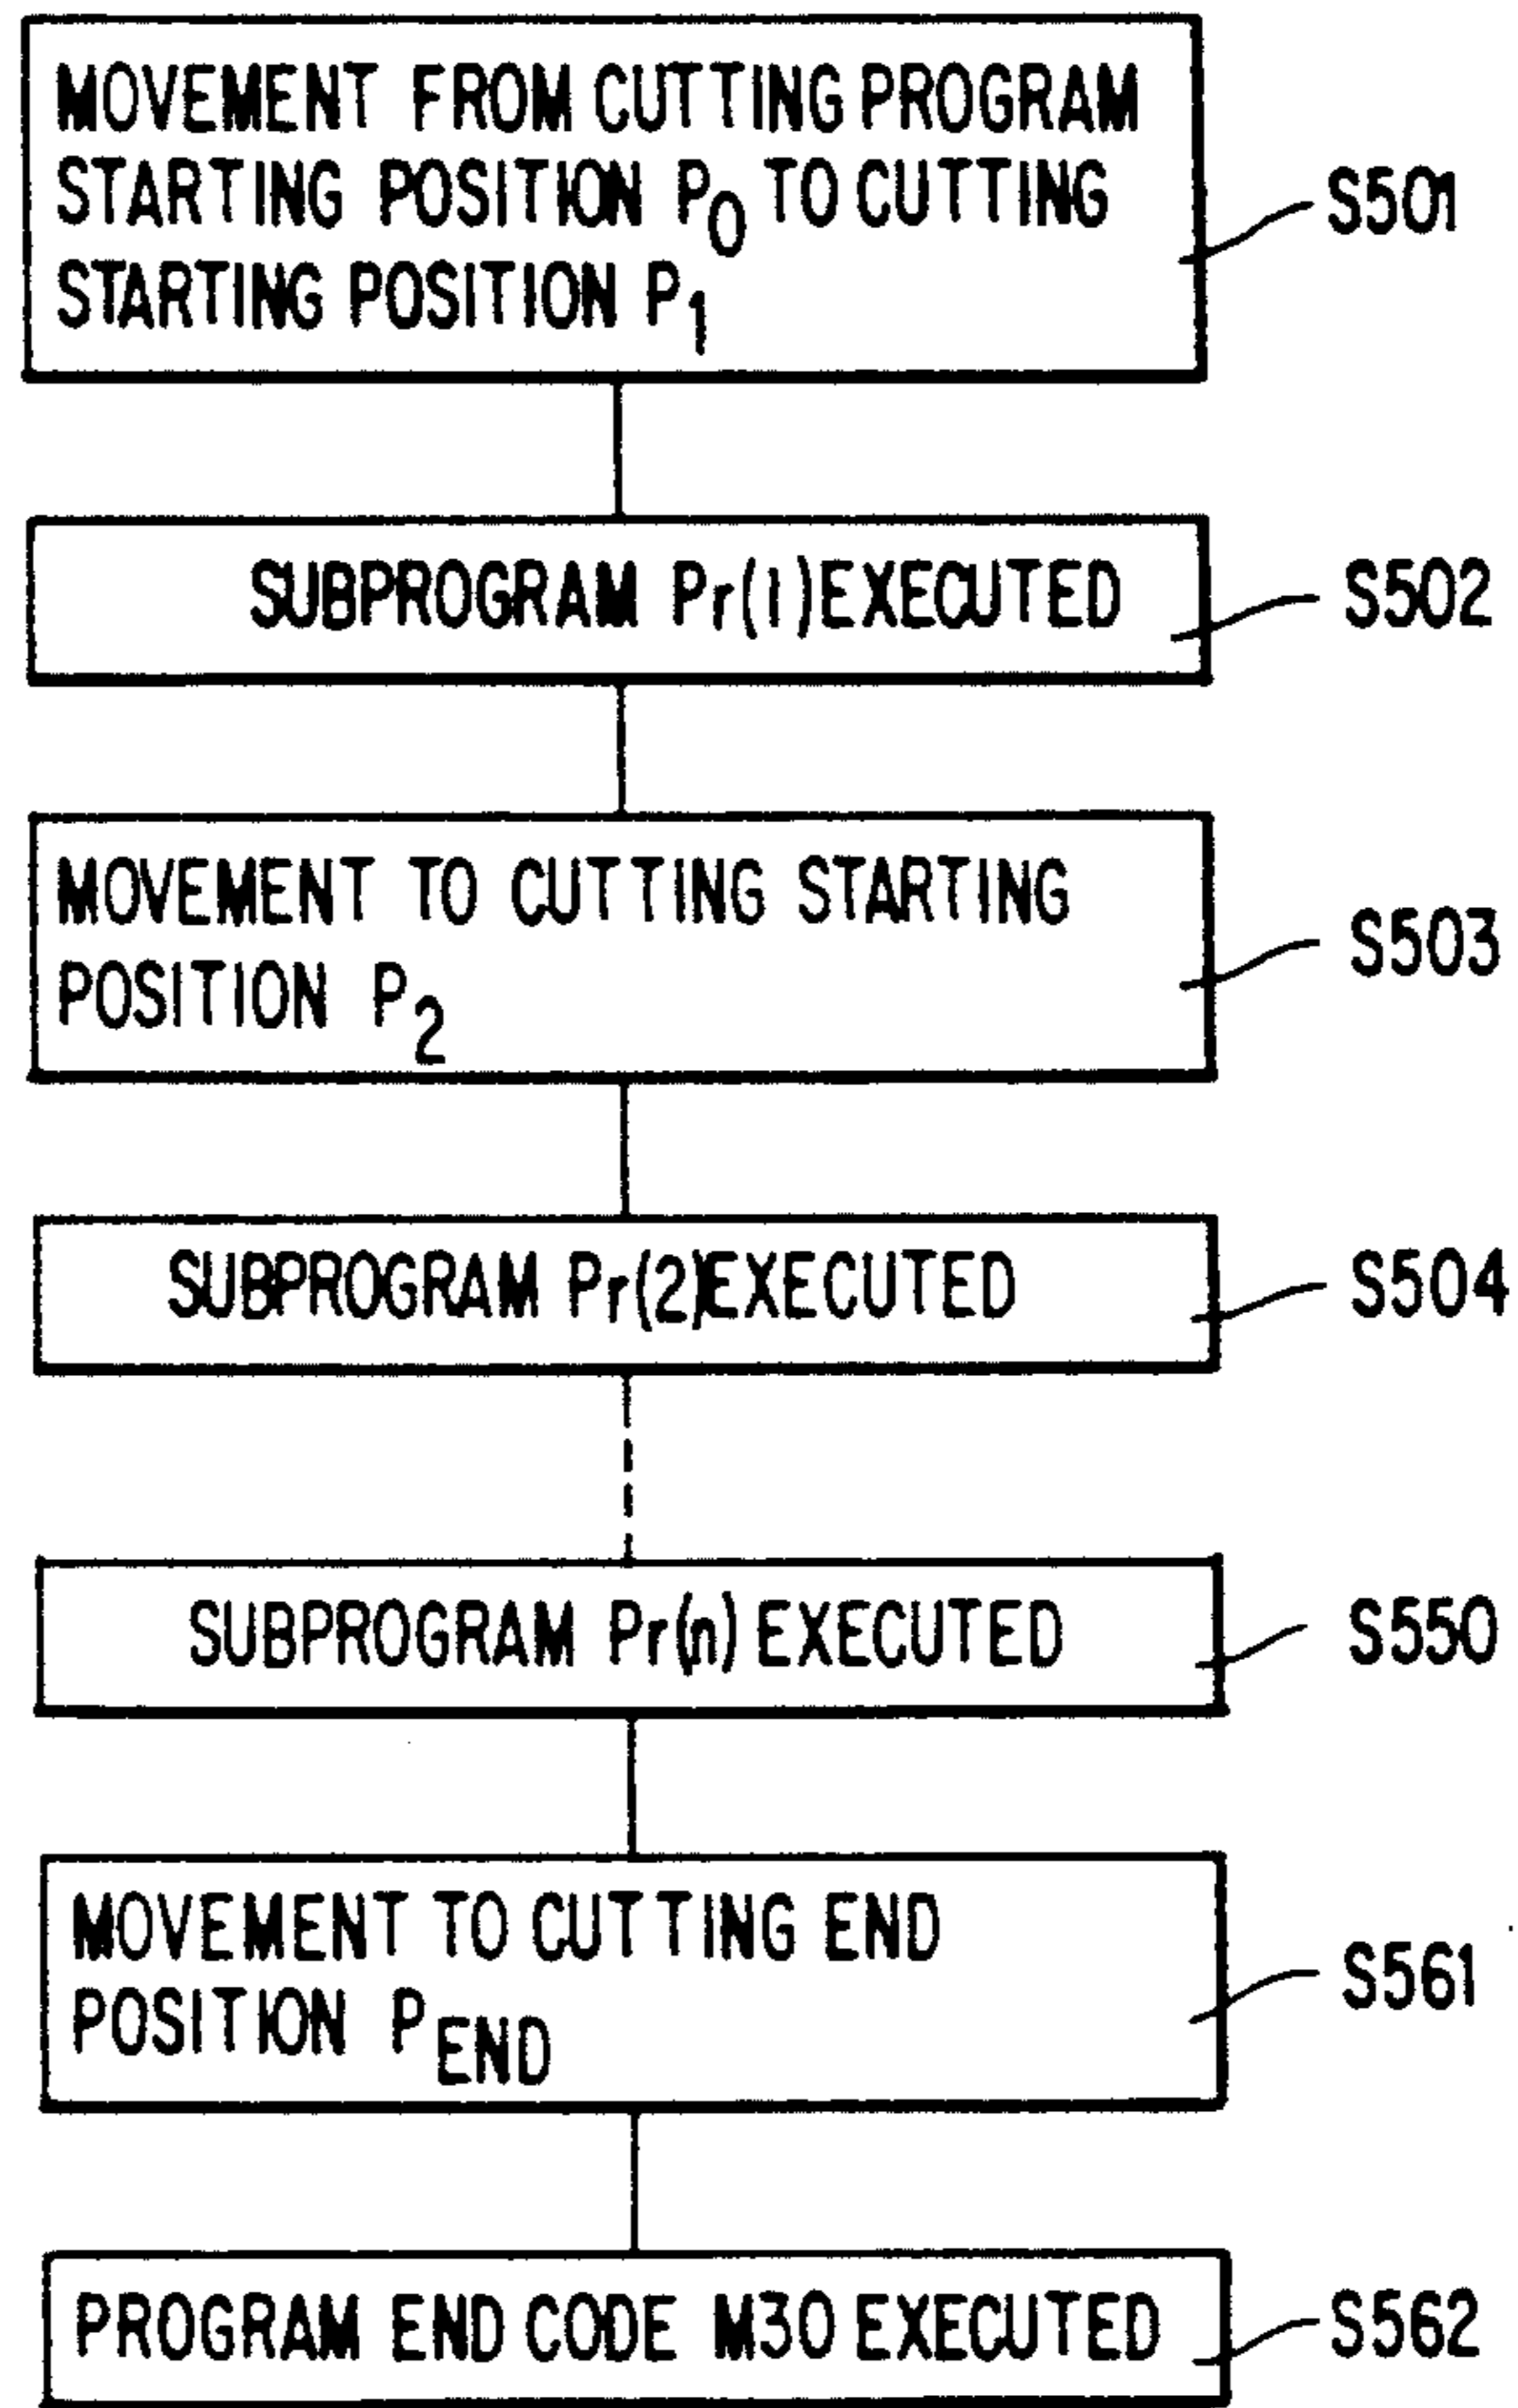 MOVEMENT FROM CUTTING PROGRAM
STARTING POSITION P0 TO CUTTING
STARTING POSITION P1
S501
SUBPROGRAM Pr(1) EXECUTED
S502
MOVEMENT TO CUTTING STARTING
POSITION P2
S503
SUBPROGRAM Pr(2) EXECUTED
S504
SUBPROGRAM Pr(n) EXECUTED
S550
MOVEMENT TO CUTTING END
POSITION PEND
S561
PROGRAM END CODE M30 EXECUTED
S562